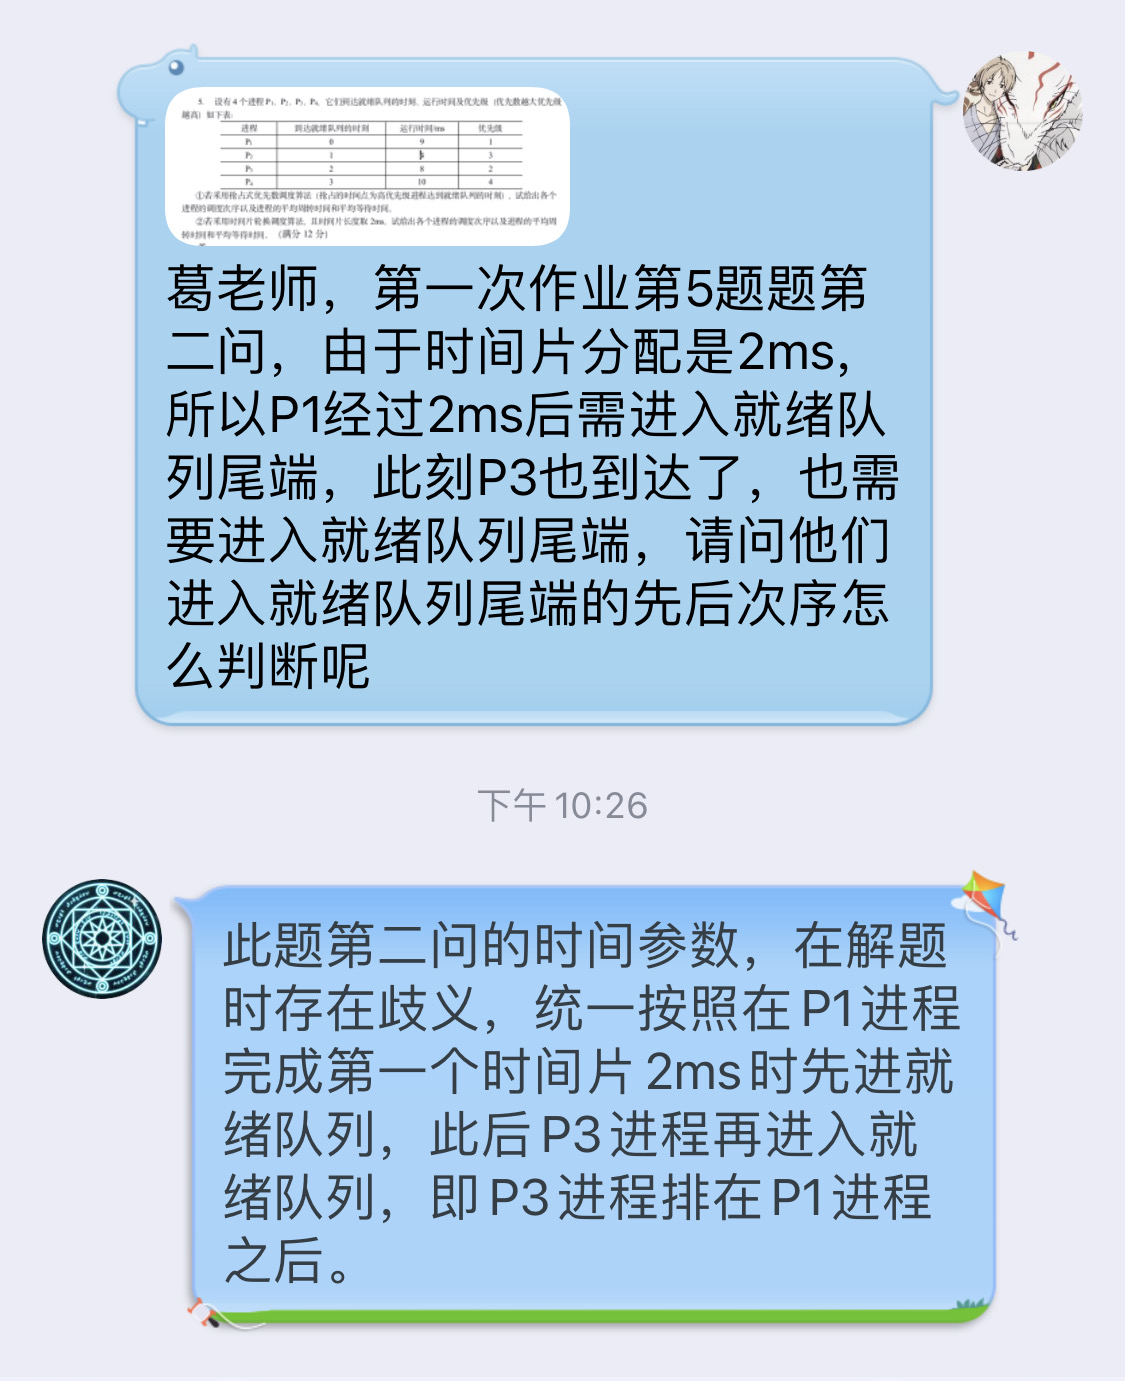 5. 设有4个进程P₁、P₂、P₃、P₄，它们到达就绪队列的时刻、运行时间及优先级（优先数越大优先级
越高）如下表：
进程 到达就绪队列的时刻 运行时间/ms 优先级
P₁ 0 9 1
P₂ 1 3
P₃ 2 8 2
P₄ 3 10 4
①若采用抢占式优先数调度算法（抢占的时间点为高优先级进程达到就绪队列的时刻），试给出各个
进程的调度次序以及进程的平均周转时间和平均等待时间。
②若采用时间片轮换调度算法，且时间片长度取2ms，试给出各个进程的调度次序以及进程的平均周
转时间和平均等待时间。（满分12分）
葛老师，第一次作业第5题题第
二问，由于时间片分配是2ms，
所以P1经过2ms后需进入就绪队
列尾端，此刻P3也到达了，也需
要进入就绪队列尾端，请问他们
进入就绪队列尾端的先后次序怎
么判断呢
下午 10:26
此题第二问的时间参数，在解题
时存在歧义，统一按照在P1进程
完成第一个时间片2ms时先进就
绪队列，此后P3进程再进入就
绪队列，即P3进程排在P1进程
之后。